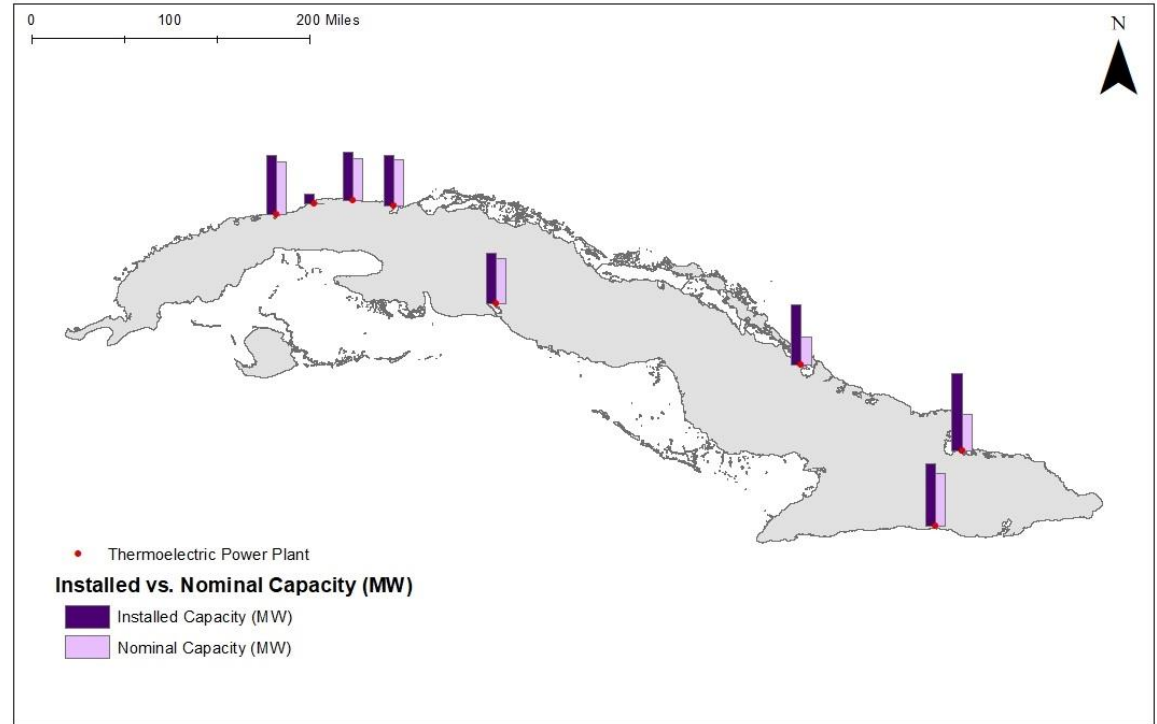 0 100 200 Miles
N
Thermoelectric Power Plant
Installed vs. Nominal Capacity (MW)
Installed Capacity (MW)
Nominal Capacity (MW)